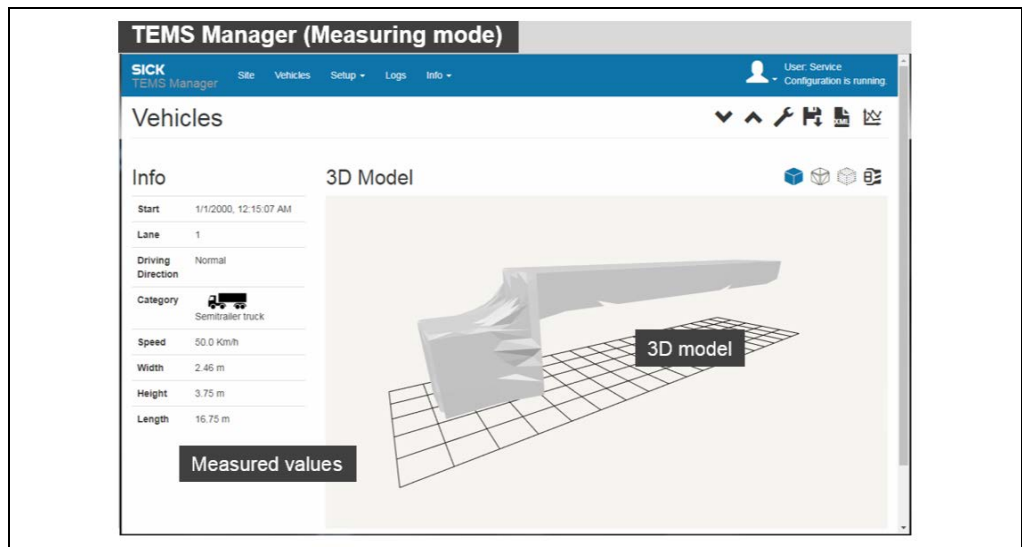 TEMS Manager (Measuring mode)
SICK
TEMS Manager
Site Vehicles Setup Logs Info
User: Service
Configuration is running.
Vehicles
XML
Info
3D Model
Start 1/1/2000, 12:15:07 AM
Lane 1
Driving
Direction
Normal
Category
Semitrailer truck
Speed 50.0 Km/h
Width 2.46 m
Height 3.75 m
Length 16.75 m
3D model
Measured values